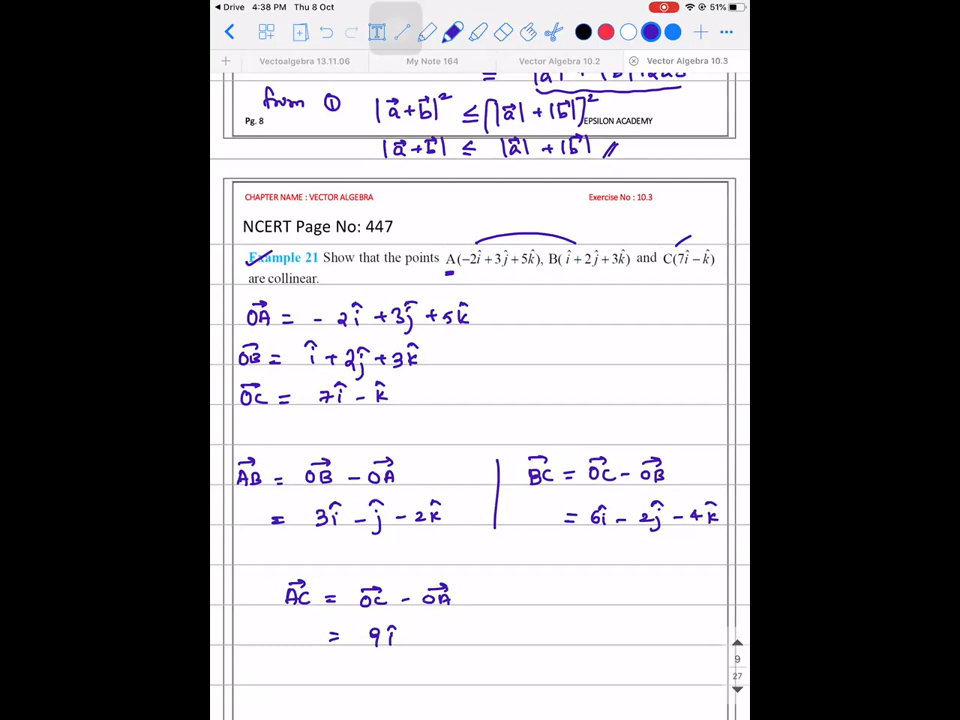 Drive 4:38 PM Thu 8 Oct 51%
T
Vectoalgebra 13.11.06 My Note 164 Vector Algebra 10.2 Vector Algebra 10.3
from ① |a⃗+b⃗|² ≤ [|a⃗| + |b⃗|]²
Pg. 8 EPSILON ACADEMY
|a⃗+b⃗| ≤ |a⃗| + |b⃗| //
CHAPTER NAME : VECTOR ALGEBRA Exercise No : 10.3
NCERT Page No: 447
Example 21 Show that the points A(−2î + 3ĵ + 5k̂), B( î + 2ĵ + 3k̂) and C(7î − k̂)
are collinear.
OA⃗ = - 2î + 3ĵ + 5k̂
OB⃗ = î + 2ĵ + 3k̂
OC⃗ = 7î - k̂
AB⃗ = OB⃗ - OA⃗
= 3î - ĵ - 2k̂
BC⃗ = OC⃗ - OB⃗
= 6î - 2ĵ - 4k̂
AC⃗ = OC⃗ - OA⃗
= 9î
9
27